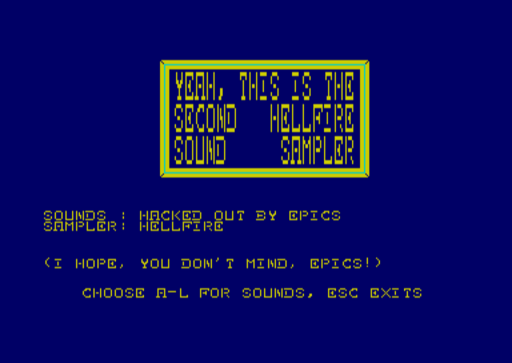 YEAH, THIS IS THE
SECOND HELLFIRE
SOUND SAMPLER
SOUNDS : HACKED OUT BY EPICS
SAMPLER: HELLFIRE
(I HOPE, YOU DON'T MIND, EPICS!)
CHOOSE A-L FOR SOUNDS, ESC EXITS